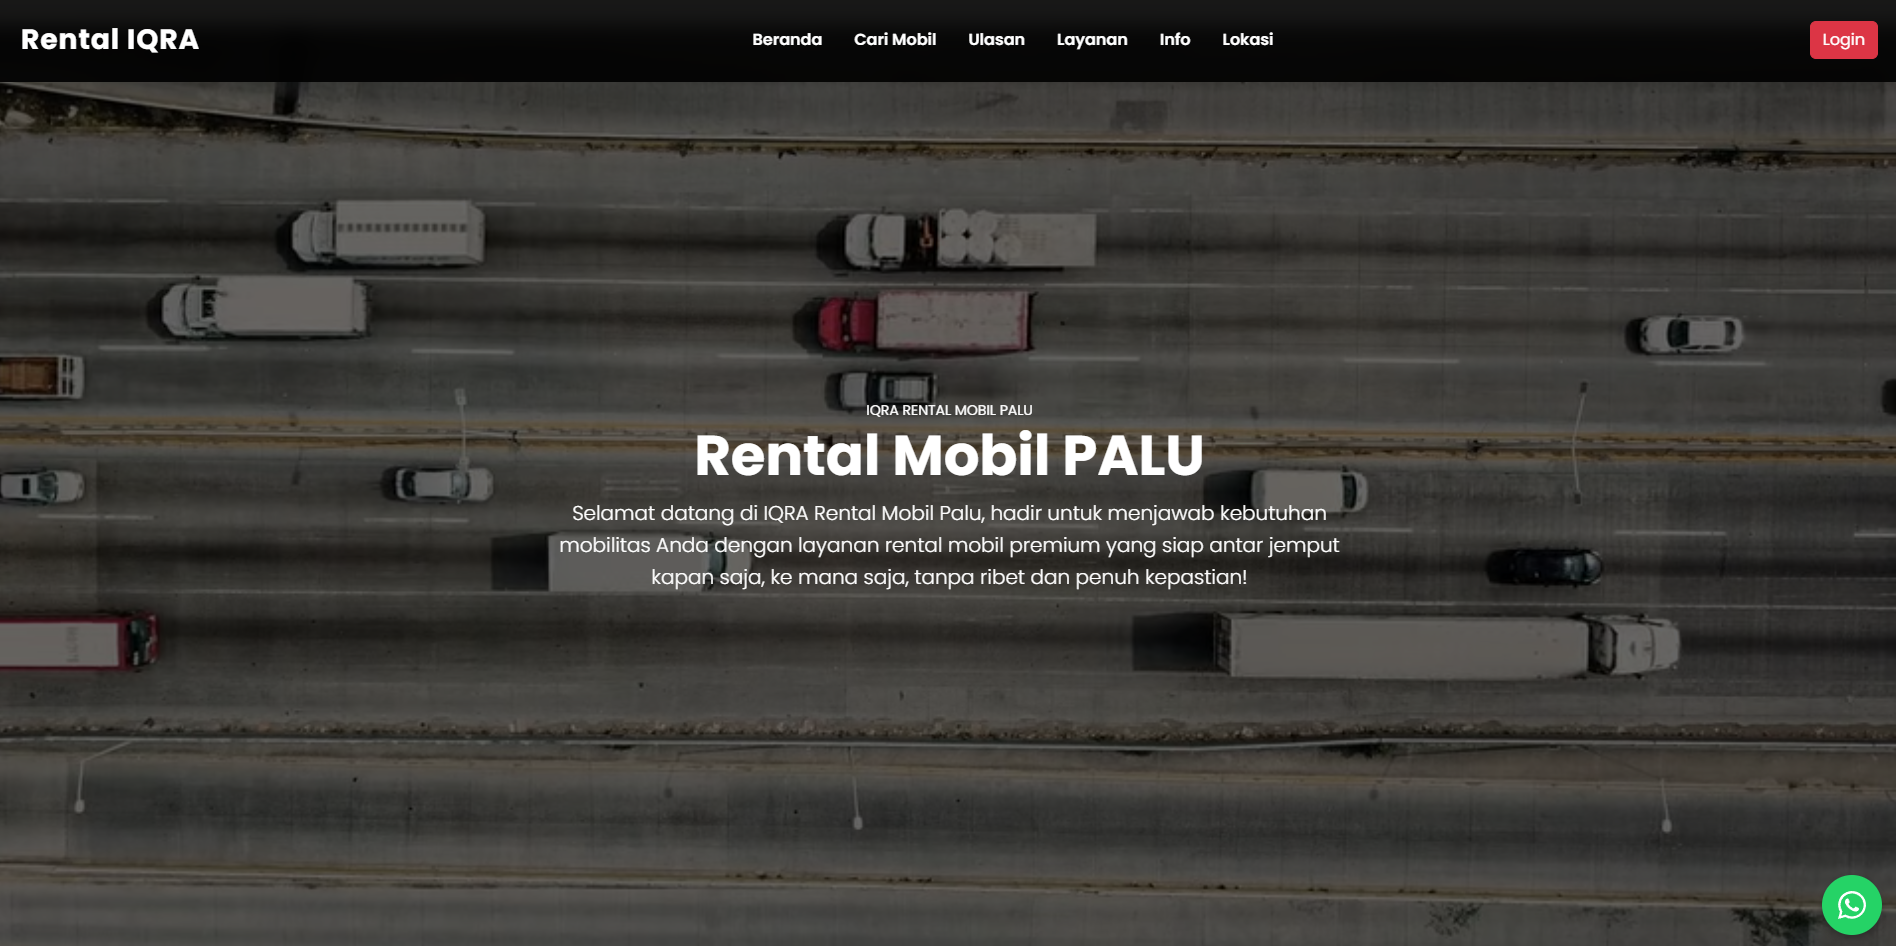 Rental IQRA
Beranda
Cari Mobil
Ulasan
Layanan
Info
Lokasi
Login
IQRA RENTAL MOBIL PALU
Rental Mobil PALU
Selamat datang di IQRA Rental Mobil Palu, hadir untuk menjawab kebutuhan
mobilitas Anda dengan layanan rental mobil premium yang siap antar jemput
kapan saja, ke mana saja, tanpa ribet dan penuh kepastian!